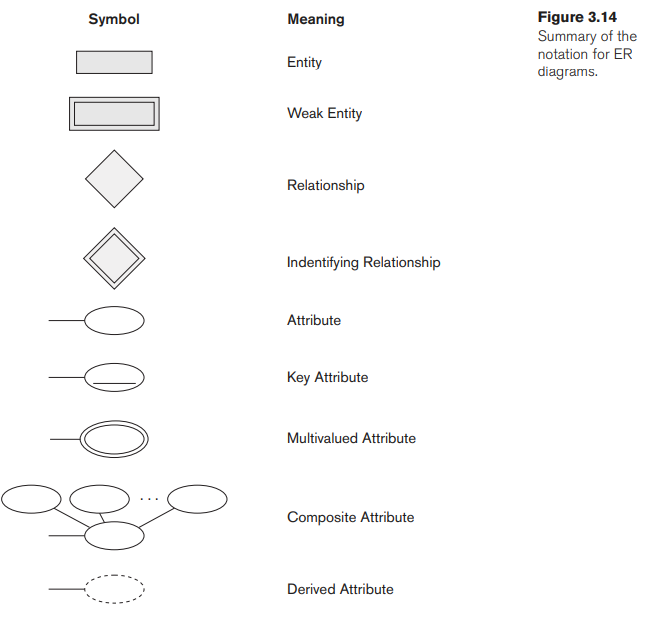 Symbol Meaning
Figure 3.14
Summary of the
notation for ER
diagrams.
Entity
Weak Entity
Relationship
Indentifying Relationship
Attribute
Key Attribute
Multivalued Attribute
. . .
Composite Attribute
Derived Attribute